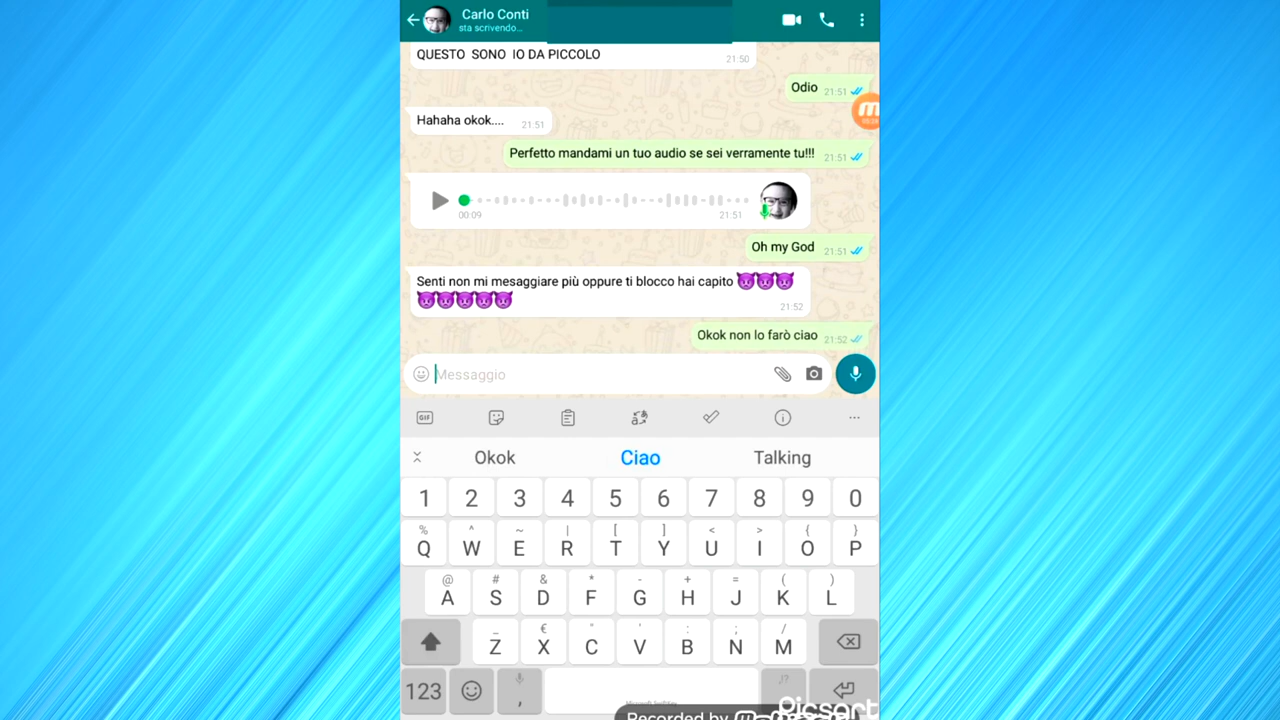 Carlo Conti
sta scrivendo...
QUESTO SONO IO DA PICCOLO
21:50
Odio 21:51
Hahaha okok.... 21:51
Perfetto mandami un tuo audio se sei verramente tu!!! 21:51
00:09 21:51
Oh my God 21:51
Senti non mi mesaggiare più oppure ti blocco hai capito 😈😈😈
😈😈😈😈😈
21:52
Okok non lo farò ciao 21:52
Messaggio
GIF
Okok Ciao Talking
1 2 3 4 5 6 7 8 9 0
% ^ ~ | [ ] < > { }
Q W E R T Y U I O P
@ # & * - + = ( )
A S D F G H J K L
_ € " ' : ; /
Z X C V B N M
123 , !?
Picsart
Recorded by